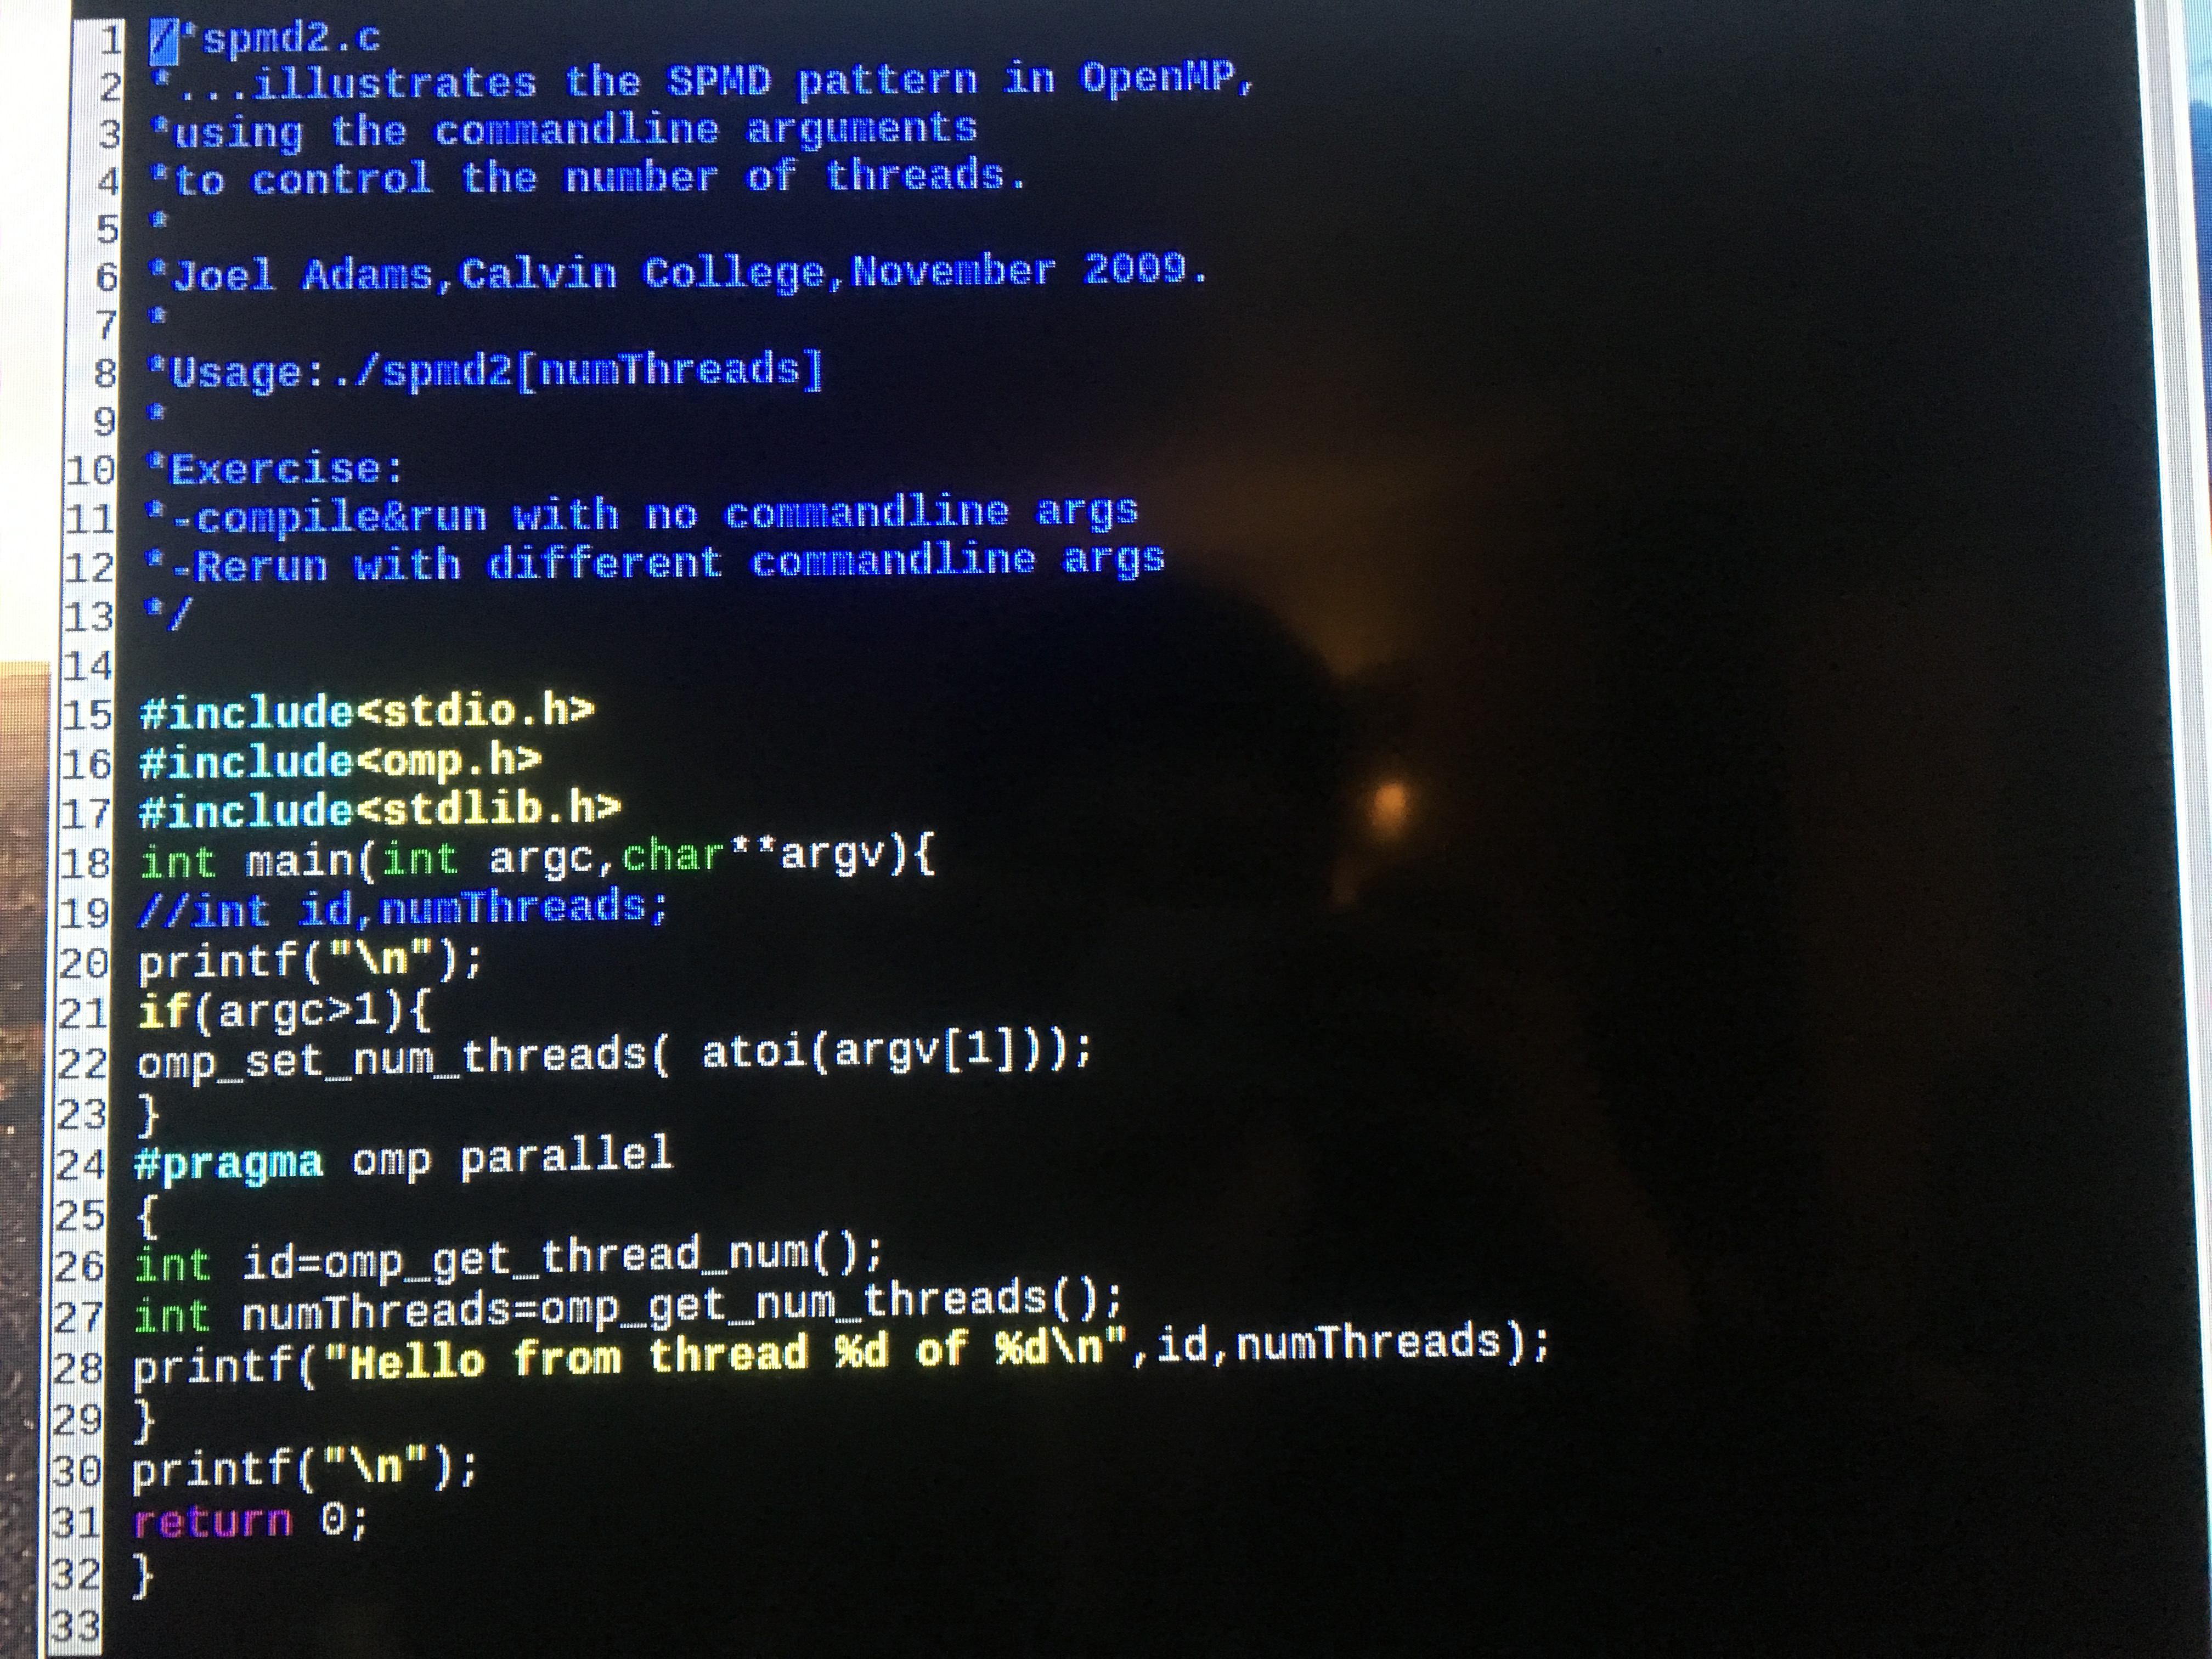 1 /*spmd2.c
2 *...illustrates the SPMD pattern in OpenMP,
3 *using the commandline arguments
4 *to control the number of threads.
5 *
6 *Joel Adams,Calvin College,November 2009.
7 *
8 *Usage:./spmd2[numThreads]
9 *
10 *Exercise:
11 *-compile&run with no commandline args
12 *-Rerun with different commandline args
13 */
14
15 #include<stdio.h>
16 #include<omp.h>
17 #include<stdlib.h>
18 int main(int argc,char**argv){
19 //int id,numThreads;
20 printf("\n");
21 if(argc>1){
22 omp_set_num_threads( atoi(argv[1]));
23 }
24 #pragma omp parallel
25 {
26 int id=omp_get_thread_num();
27 int numThreads=omp_get_num_threads();
28 printf("Hello from thread %d of %d\n",id,numThreads);
29 }
30 printf("\n");
31 return 0;
32 }
33